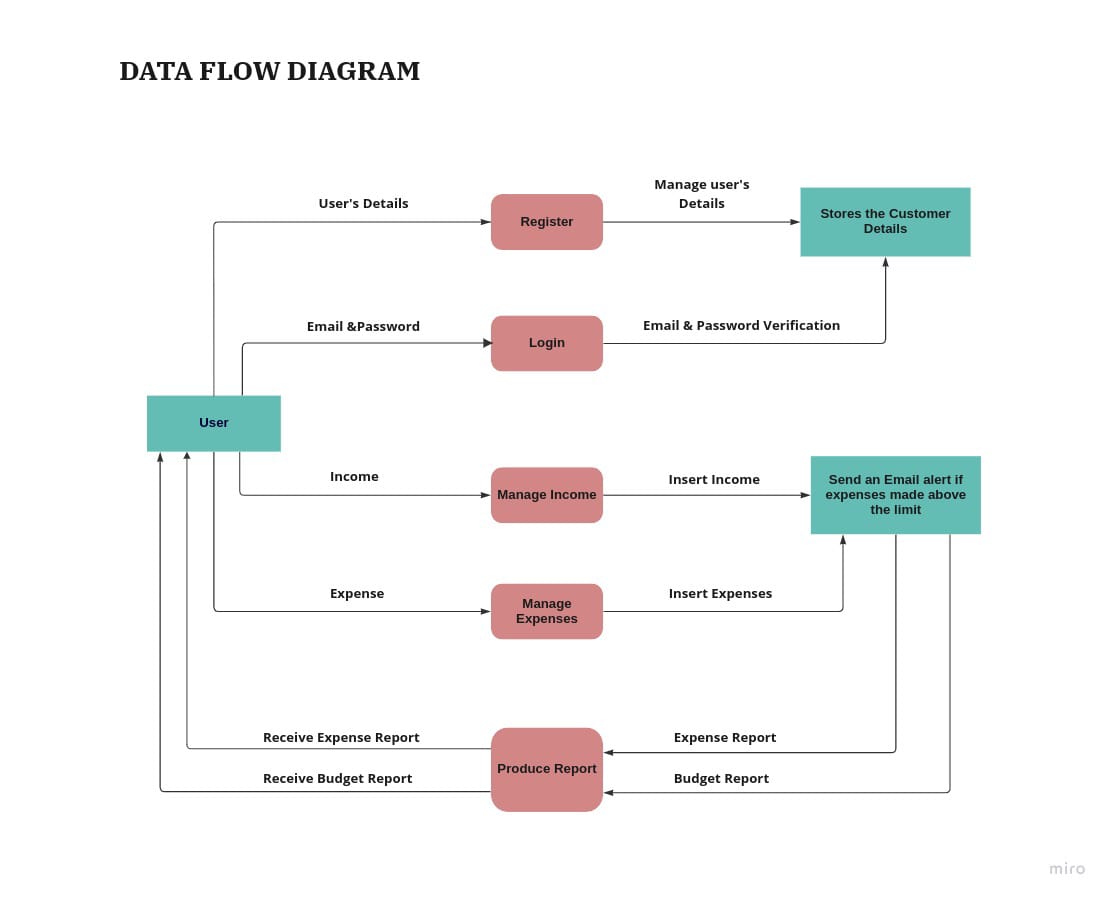 DATA FLOW DIAGRAM
Manage user's
Details
User's Details
Register
Stores the Customer
Details
Email &Password
Login
Email & Password Verification
User
Income
Manage Income
Insert Income
Send an Email alert if
expenses made above
the limit
Expense
Manage
Expenses
Insert Expenses
Receive Expense Report
Expense Report
Produce Report
Receive Budget Report
Budget Report
miro